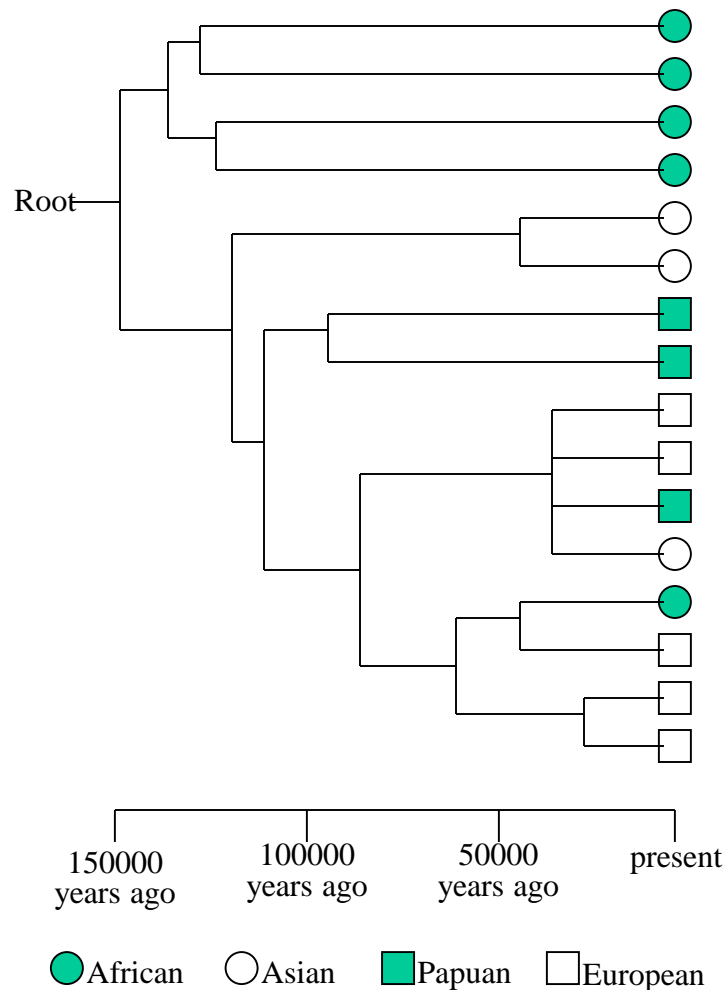 Root
150000
years ago
100000
years ago
50000
years ago
present
African
Asian
Papuan
European